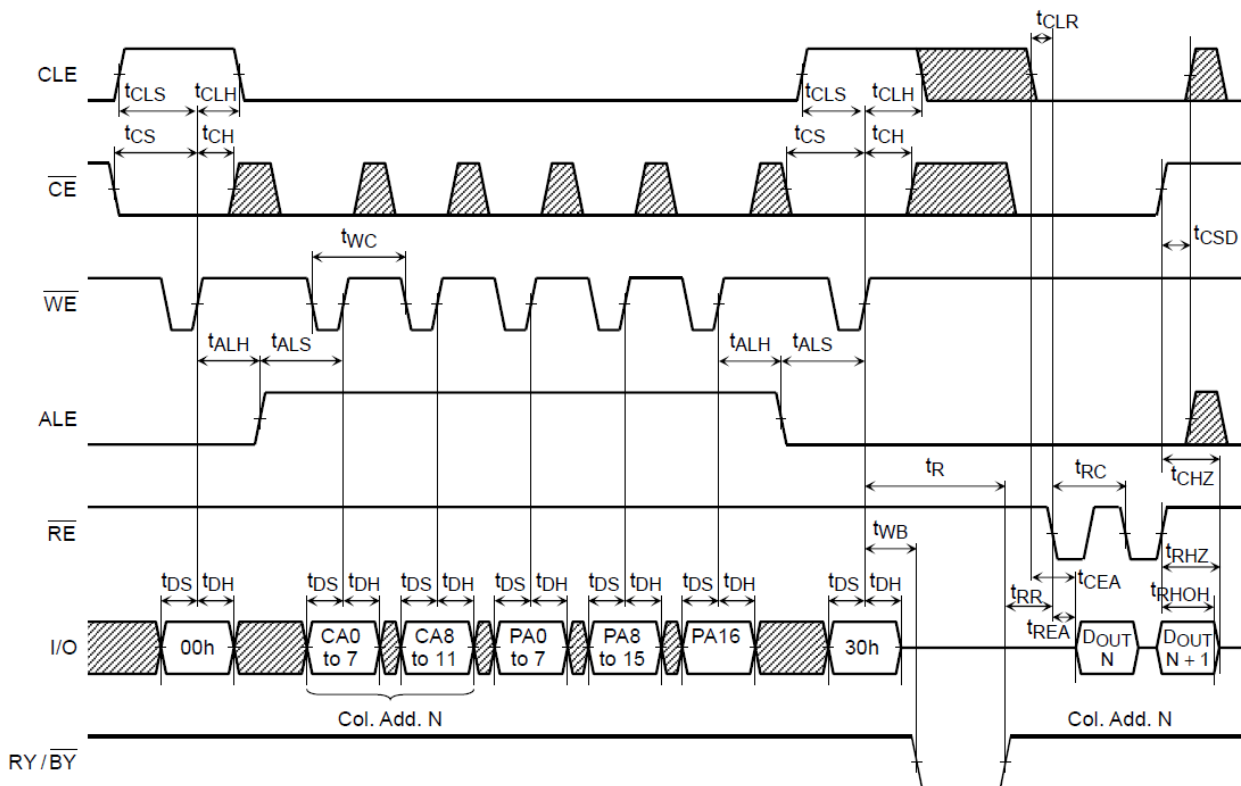 tCLR
CLE
tCLS tCLH tCLS tCLH
tCS tCH tCS tCH
CE
tWC tCSD
WE
tALH tALS tALH tALS
ALE
tR tRC tCHZ
RE
tWB tRHZ
tDS tDH tDS tDH tDS tDH tDS tDH tDS tDH tDS tDH tDS tDH tCEA
tRR tRHOH
tREA
I/O 00h CA0 to 7 CA8 to 11 PA0 to 7 PA8 to 15 PA16 30h DOUT N DOUT N + 1
Col. Add. N Col. Add. N
RY / BY